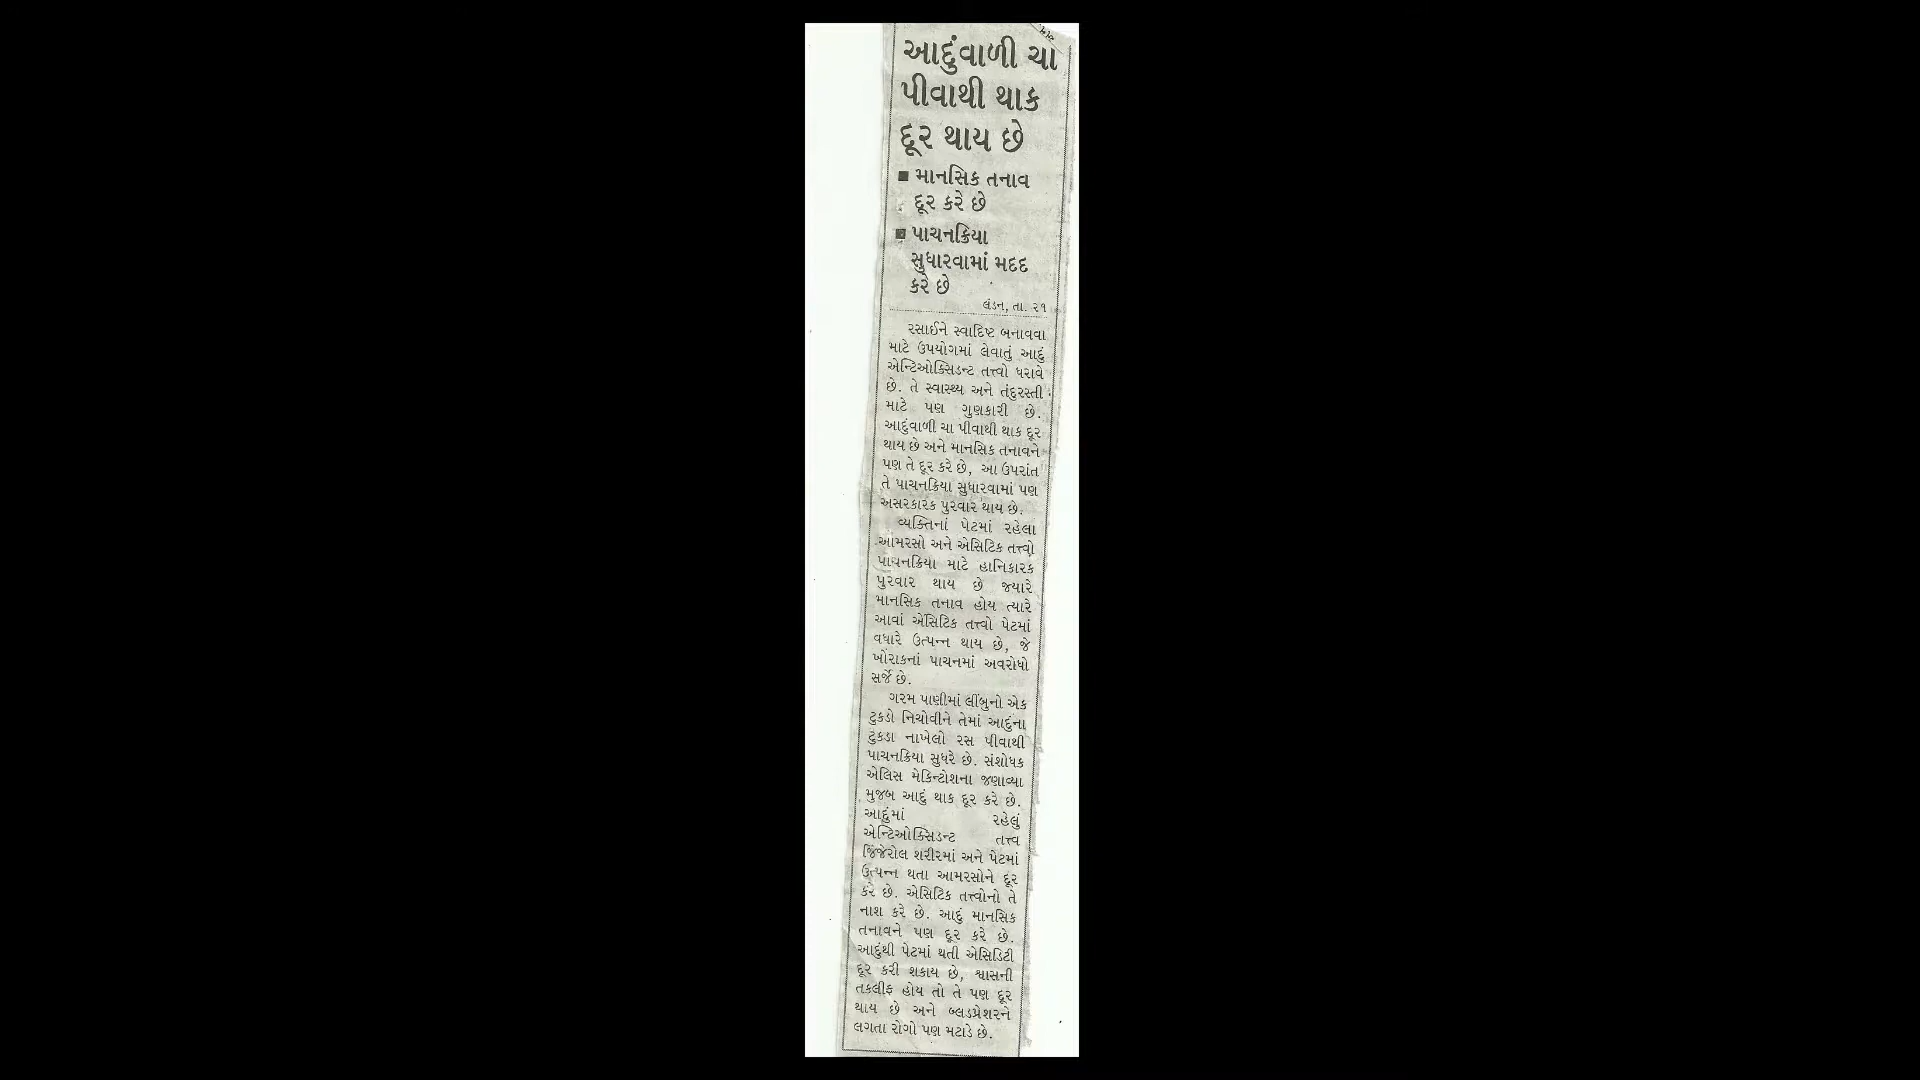 આદુંવાળી ચા
પીવાથી થાક
દૂર થાય છે
■ માનસિક તનાવ
દૂર કરે છે
■ પાચનક્રિયા
સુધારવામાં મદદ
કરે છે
લંડન, તા. ૨૧
રસાઈને સ્વાદિષ્ટ બનાવવા
માટે ઉપયોગમાં લેવાતું આદું
એન્ટિઓક્સિડન્ટ તત્ત્વો ધરાવે
છે. તે સ્વાસ્થ્ય અને તંદુરસ્તી
માટે પણ ગુણકારી છે.
આદુંવાળી ચા પીવાથી થાક દૂર
થાય છે અને માનસિક તનાવને
પણ તે દૂર કરે છે, આ ઉપરાંત
તે પાચનક્રિયા સુધારવામાં પણ
અસરકારક પુરવાર થાય છે.
વ્યક્તિનાં પેટમાં રહેલા
આમરસો અને એસિટિક તત્ત્વો
પાચનક્રિયા માટે હાનિકારક
પુરવાર થાય છે જ્યારે
માનસિક તનાવ હોય ત્યારે
આવાં એસિટિક તત્ત્વો પેટમાં
વધારે ઉત્પન્ન થાય છે, જે
ખોરાકનાં પાચનમાં અવરોધો
સર્જે છે.
ગરમ પાણીમાં લીંબુનો એક
ટુકડો નિચોવીને તેમાં આદુંના
ટુકડા નાખેલો રસ પીવાથી
પાચનક્રિયા સુધરે છે. સંશોધક
એલિસ મેકિન્ટોશના જણાવ્યા
મુજબ આદું થાક દૂર કરે છે.
આદુંમાં રહેલું
એન્ટિઓક્સિડન્ટ તત્ત્વ
જિંજેરોલ શરીરમાં અને પેટમાં
ઉત્પન્ન થતા આમરસોને દૂર
કરે છે. એસિટિક તત્ત્વોનો તે
નાશ કરે છે. આદું માનસિક
તનાવને પણ દૂર કરે છે.
આદુંથી પેટમાં થતી એસિડિટી
દૂર કરી શકાય છે, શ્વાસની
તકલીફ હોય તો તે પણ દૂર
થાય છે અને બ્લડપ્રેશરને
લગતા રોગો પણ મટાડે છે.